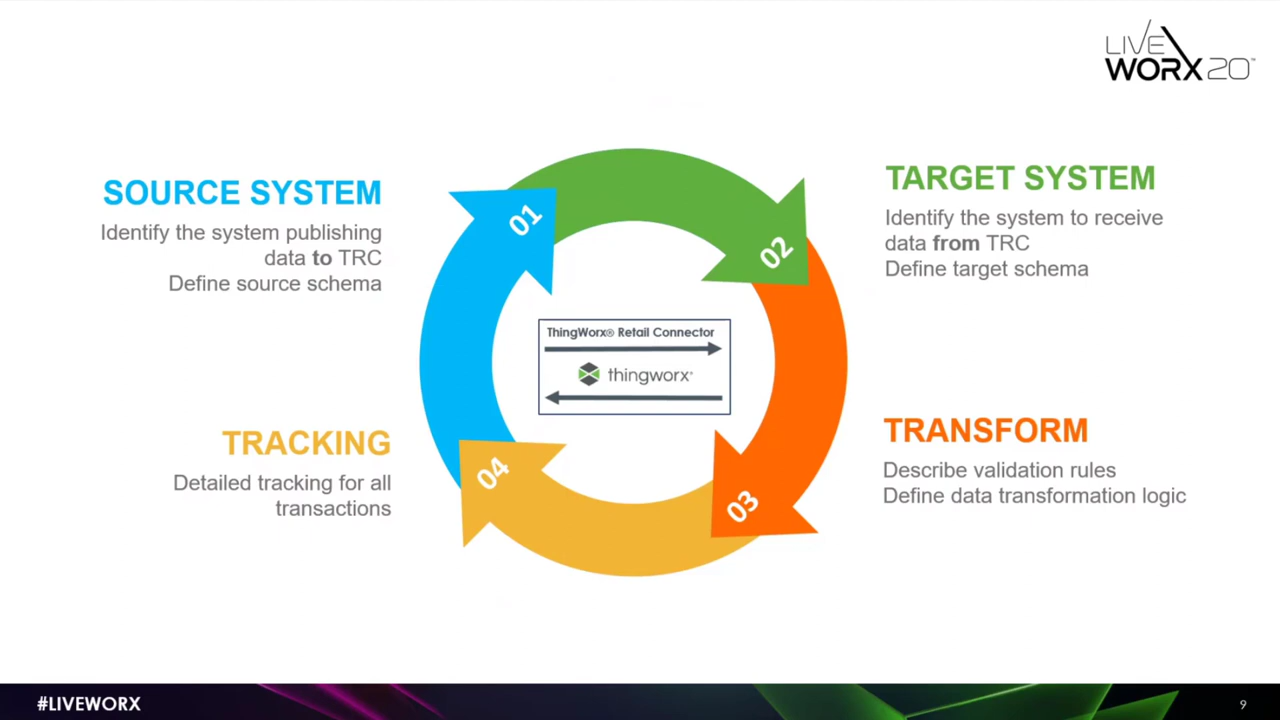 LIVE
WORX 20™
SOURCE SYSTEM
Identify the system publishing
data to TRC
Define source schema
01
TARGET SYSTEM
Identify the system to receive
data from TRC
Define target schema
02
ThingWorx® Retail Connector
thingworx®
TRANSFORM
Describe validation rules
Define data transformation logic
03
TRACKING
Detailed tracking for all
transactions
04
#LIVEWORX
9